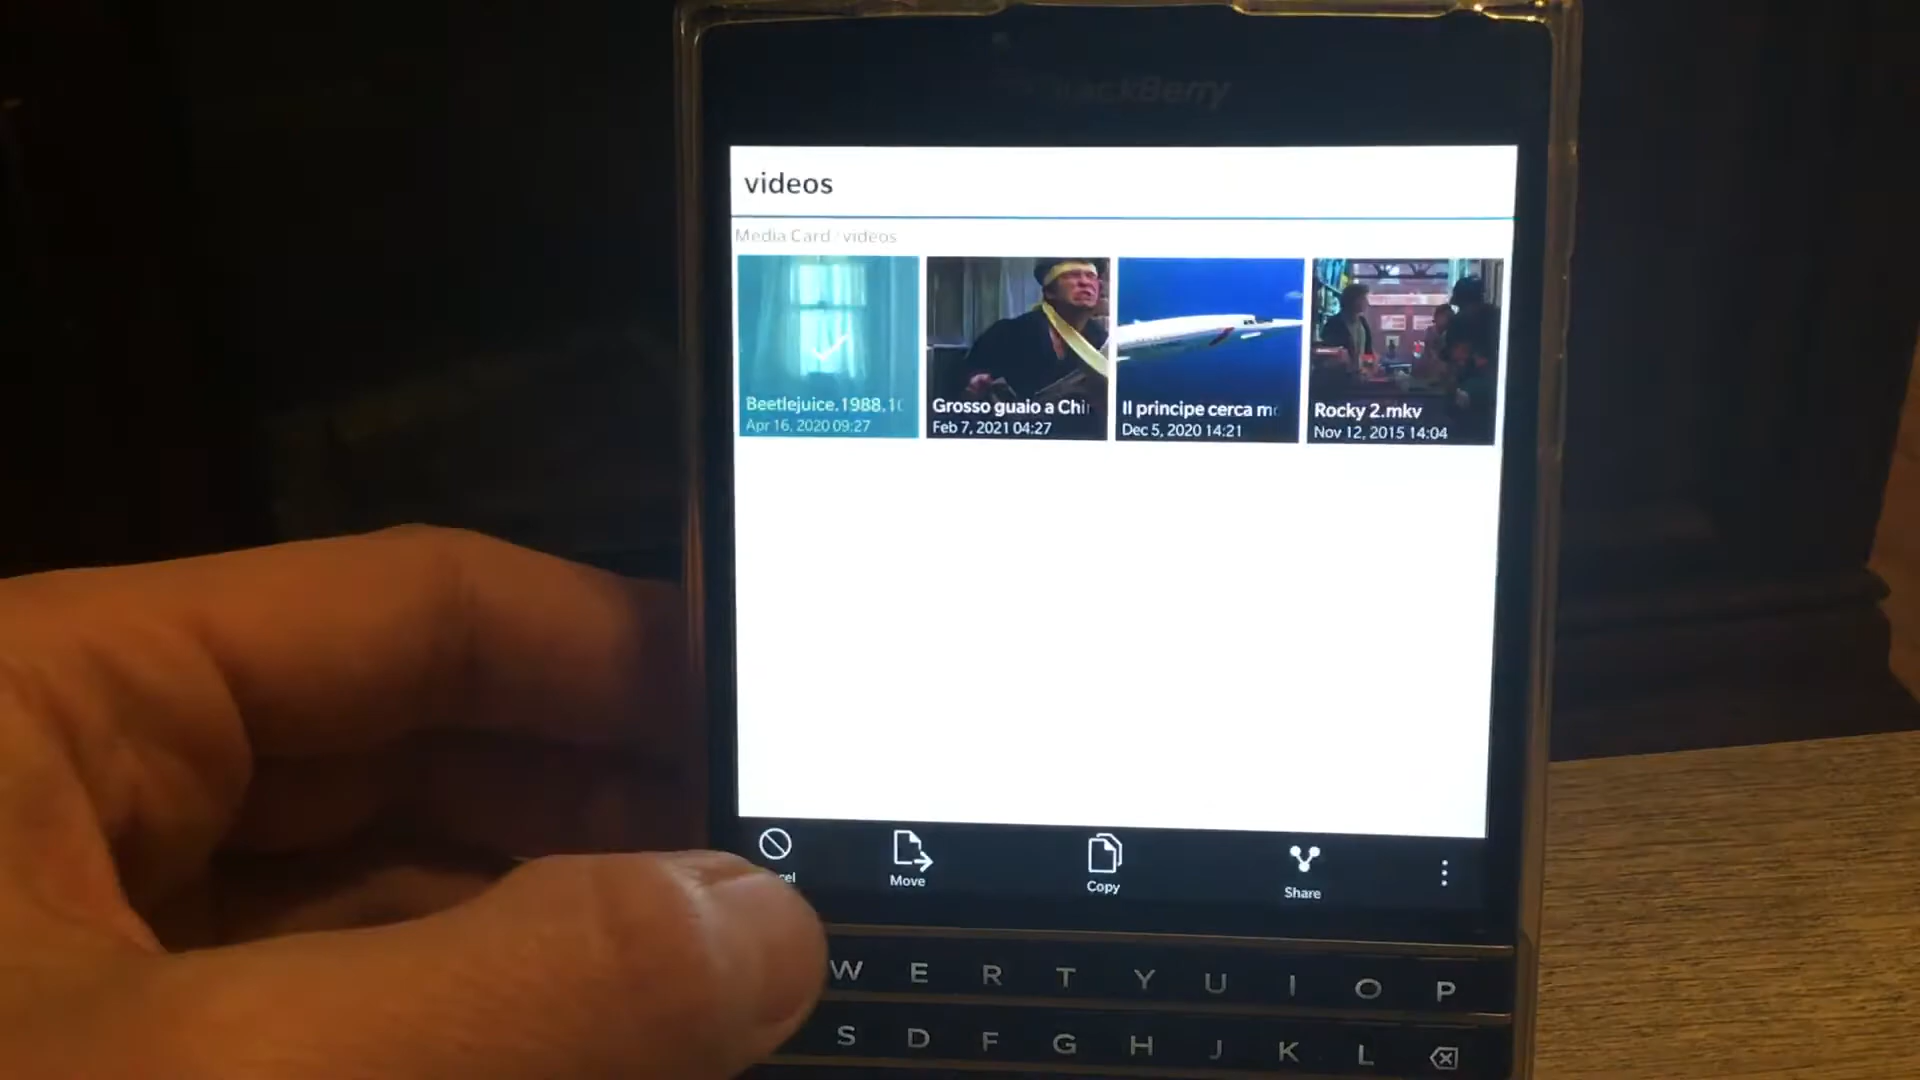 BlackBerry
videos
Media Card videos
Beetlejuice.1988.1
Apr 16, 2020 09:27
Grosso guaio a Chi
Feb 7, 2021 04:27
Il principe cerca m
Dec 5, 2020 14:21
Rocky 2.mkv
Nov 12, 2015 14:04
cel
Move
Copy
Share
W E R T Y U I O P
S D F G H J K L